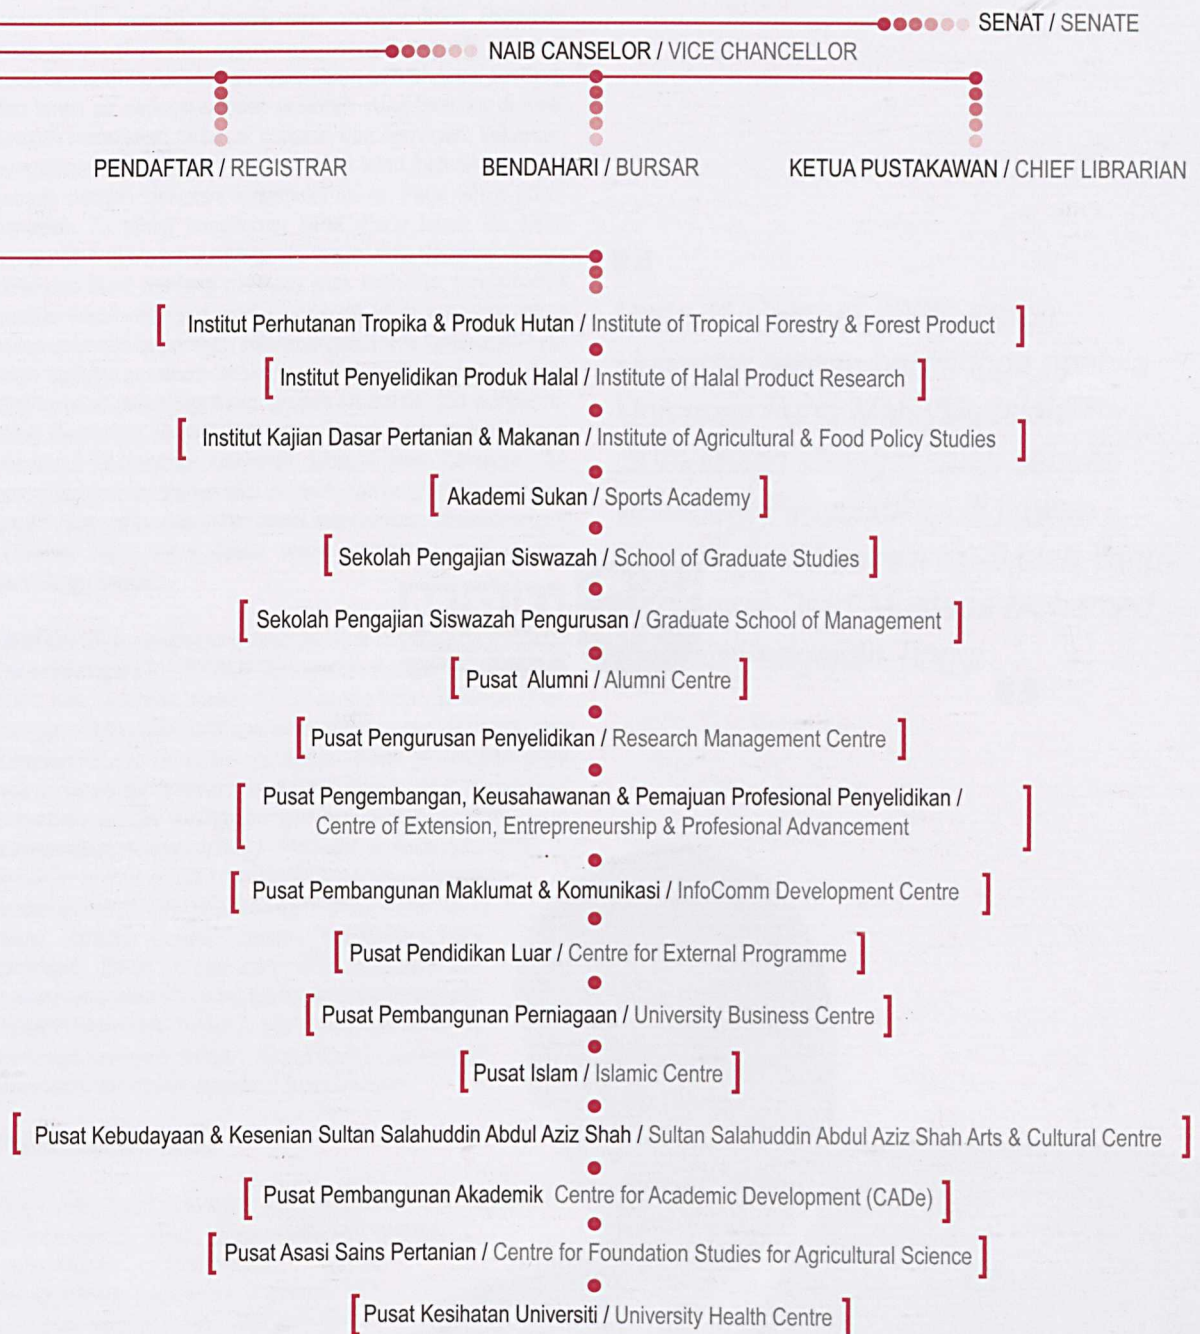 SENAT / SENATE
NAIB CANSELOR / VICE CHANCELLOR
PENDAFTAR / REGISTRAR
BENDAHARI / BURSAR
KETUA PUSTAKAWAN / CHIEF LIBRARIAN
Institut Perhutanan Tropika & Produk Hutan / Institute of Tropical Forestry & Forest Product
Institut Penyelidikan Produk Halal / Institute of Halal Product Research
Institut Kajian Dasar Pertanian & Makanan / Institute of Agricultural & Food Policy Studies
Akademi Sukan / Sports Academy
Sekolah Pengajian Siswazah / School of Graduate Studies
Sekolah Pengajian Siswazah Pengurusan / Graduate School of Management
Pusat Alumni / Alumni Centre
Pusat Pengurusan Penyelidikan / Research Management Centre
Pusat Pengembangan, Keusahawanan & Pemajuan Profesional Penyelidikan /
Centre of Extension, Entrepreneurship & Profesional Advancement
Pusat Pembangunan Maklumat & Komunikasi / InfoComm Development Centre
Pusat Pendidikan Luar / Centre for External Programme
Pusat Pembangunan Perniagaan / University Business Centre
Pusat Islam / Islamic Centre
Pusat Kebudayaan & Kesenian Sultan Salahuddin Abdul Aziz Shah / Sultan Salahuddin Abdul Aziz Shah Arts & Cultural Centre
Pusat Pembangunan Akademik Centre for Academic Development (CADe)
Pusat Asasi Sains Pertanian / Centre for Foundation Studies for Agricultural Science
Pusat Kesihatan Universiti / University Health Centre